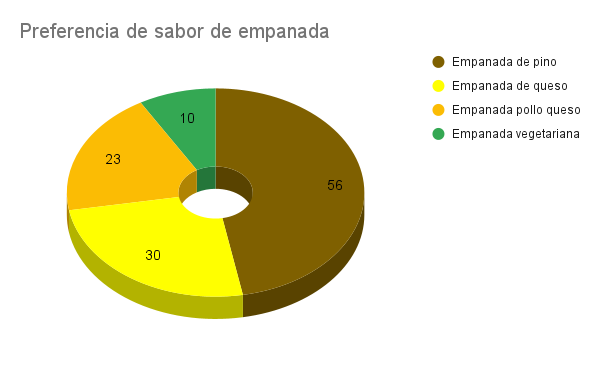 Preferencia de sabor de empanada
Empanada de pino
Empanada de queso
Empanada pollo queso
Empanada vegetariana
10
23
56
30